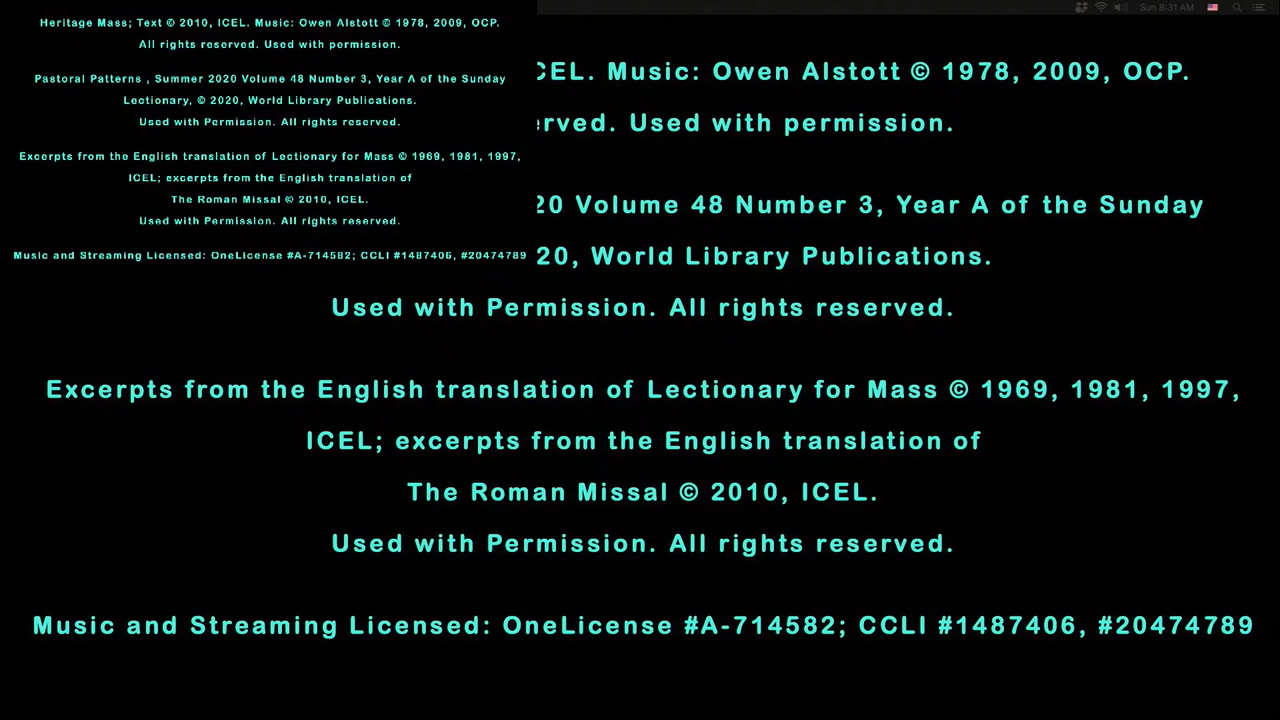 Heritage Mass; Text © 2010, ICEL. Music: Owen Alstott © 1978, 2009, OCP.
All rights reserved. Used with permission.
Pastoral Patterns , Summer 2020 Volume 48 Number 3, Year A of the Sunday
Lectionary, © 2020, World Library Publications.
Used with Permission. All rights reserved.
Excerpts from the English translation of Lectionary for Mass © 1969, 1981, 1997,
ICEL; excerpts from the English translation of
The Roman Missal © 2010, ICEL.
Used with Permission. All rights reserved.
Music and Streaming Licensed: OneLicense #A-714582; CCLI #1487406, #20474789
Sun 8:31 AM
CEL. Music: Owen Alstott © 1978, 2009, OCP.
erved. Used with permission.
20 Volume 48 Number 3, Year A of the Sunday
20, World Library Publications.
Used with Permission. All rights reserved.
Excerpts from the English translation of Lectionary for Mass © 1969, 1981, 1997,
ICEL; excerpts from the English translation of
The Roman Missal © 2010, ICEL.
Used with Permission. All rights reserved.
Music and Streaming Licensed: OneLicense #A-714582; CCLI #1487406, #20474789